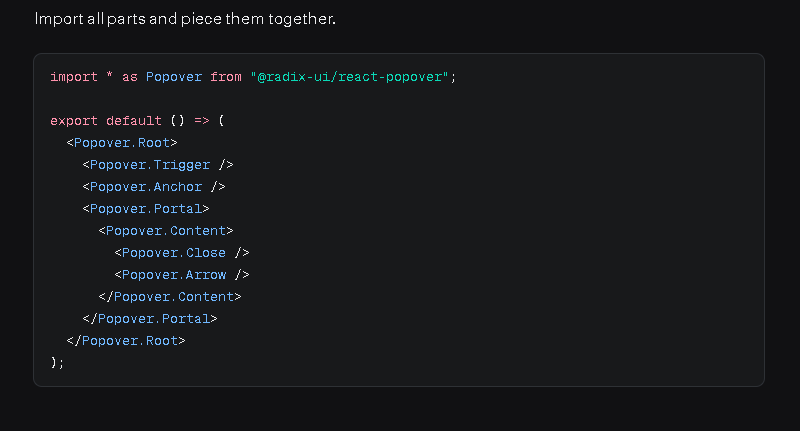 Import all parts and piece them together.
import * as Popover from "@radix-ui/react-popover";
export default () => (
<Popover.Root>
<Popover.Trigger />
<Popover.Anchor />
<Popover.Portal>
<Popover.Content>
<Popover.Close />
<Popover.Arrow />
</Popover.Content>
</Popover.Portal>
</Popover.Root>
);